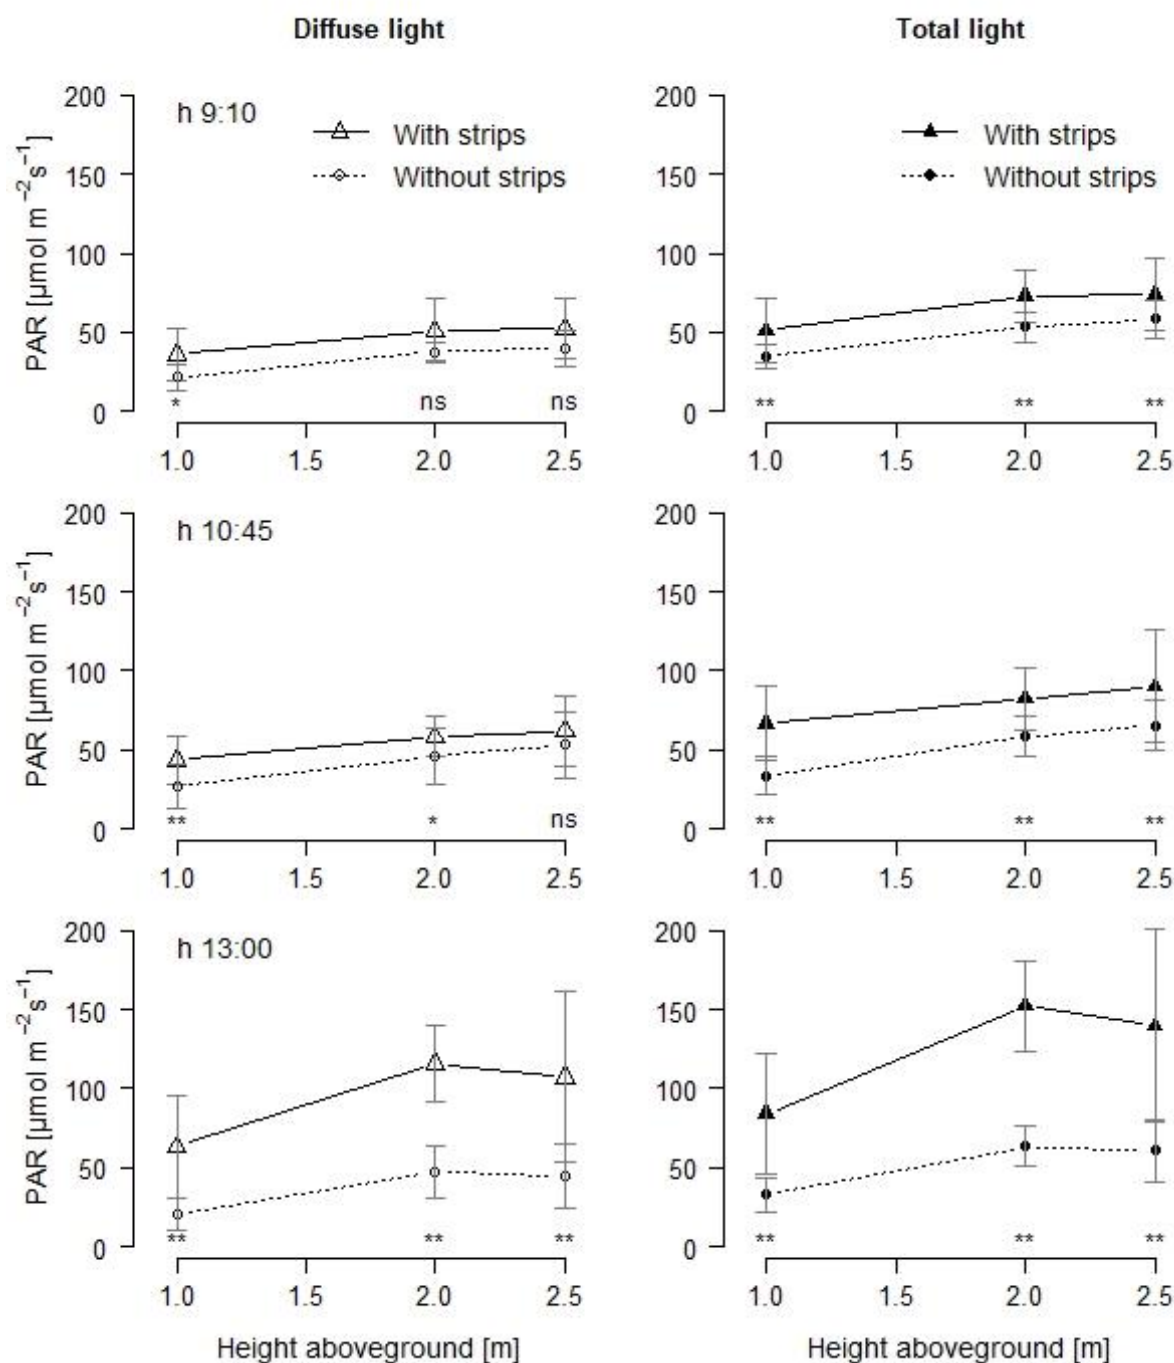 Diffuse light Total light
200
150
100
50
0
PAR [µmol m⁻²s⁻¹]
h 9:10
With strips
Without strips
* ns ns
1.0 1.5 2.0 2.5
200
150
100
50
0
With strips
Without strips
** ** **
1.0 1.5 2.0 2.5
200
150
100
50
0
PAR [µmol m⁻²s⁻¹]
h 10:45
** * ns
1.0 1.5 2.0 2.5
200
150
100
50
0
** ** **
1.0 1.5 2.0 2.5
200
150
100
50
0
PAR [µmol m⁻²s⁻¹]
h 13:00
** ** **
1.0 1.5 2.0 2.5
Height aboveground [m]
200
150
100
50
0
** ** **
1.0 1.5 2.0 2.5
Height aboveground [m]